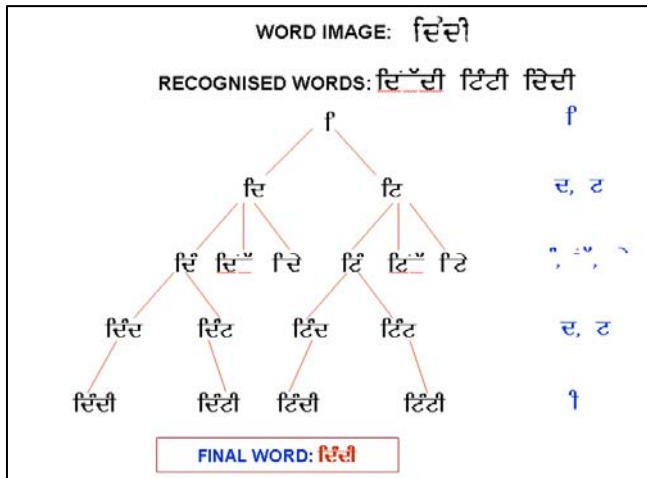 WORD IMAGE: ਦਿੰਦੀ
RECOGNISED WORDS: ਦਿੱਂਦੀ ਟਿੰਟੀ ਦਿੇਦੀ
ਿ ਿ
ਦਿ ਟਿ ਦ, ਟ
ਦਿੰ ਦਿੱਂ ਿਦੇ ਟਿੰ ਟਿੱਂ ਿਟੇ ੰ, ੱਂ, ੇ
ਦਿੰਦ ਦਿੰਟ ਟਿੰਦ ਟਿੰਟ ਦ, ਟ
ਦਿੰਦੀ ਦਿੰਟੀ ਟਿੰਦੀ ਟਿੰਟੀ ੀ
FINAL WORD: ਦਿੰਦੀ